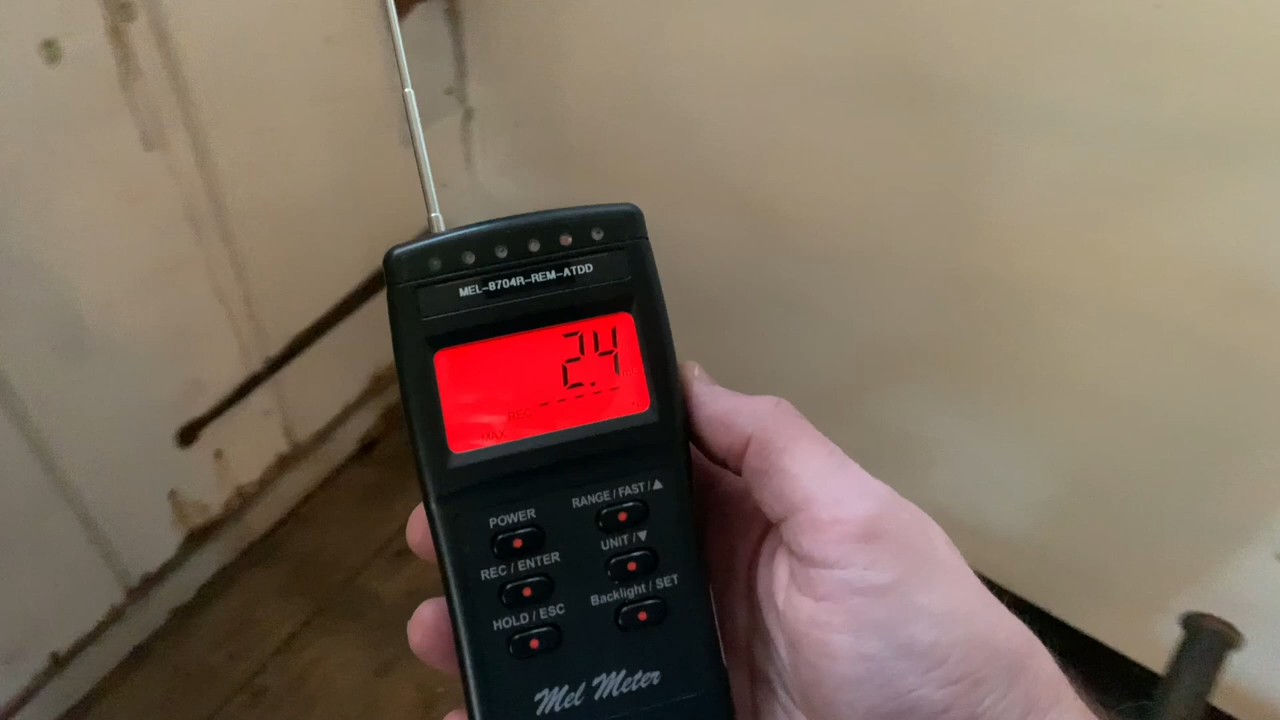 MEL-8704R-REM-ATDD
2.4
REC
MAX
POWER
RANGE / FAST / ▲
REC / ENTER
UNIT / ▼
HOLD / ESC
Backlight / SET
Mel Meter